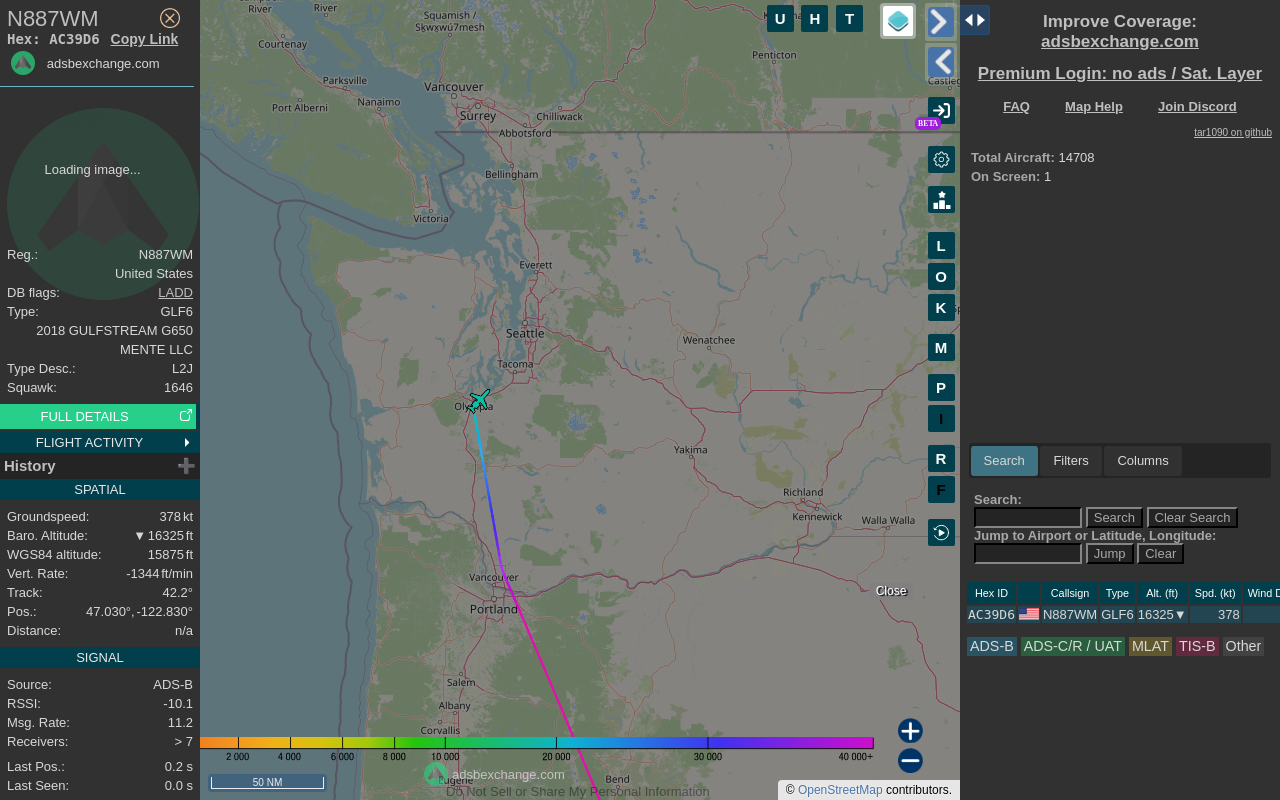 N887WM
Hex: AC39D6 Copy Link
adsbexchange.com
Loading image...
Reg.: N887WM
United States
DB flags: LADD
Type: GLF6
2018 GULFSTREAM G650
MENTE LLC
Type Desc.: L2J
Squawk: 1646
FULL DETAILS
FLIGHT ACTIVITY
History
SPATIAL
Groundspeed: 378 kt
Baro. Altitude: ▼ 16325 ft
WGS84 altitude: 15875 ft
Vert. Rate: -1344 ft/min
Track: 42.2°
Pos.: 47.030°, -122.830°
Distance: n/a
SIGNAL
Source: ADS-B
RSSI: -10.1
Msg. Rate: 11.2
Receivers: > 7
Last Pos.: 0.2 s
Last Seen: 0.0 s
River
River
Squamish /
Sḵwx̱wú7mesh
Courtenay
Penticton
Parksville
Vancouver
Port Alberni
Nanaimo
Surrey
Chilliwack
Abbotsford
Bellingham
Victoria
Everett
Seattle
Wenatchee
Tacoma
Yakima
Richland
Kennewick
Walla Walla
Vancouver
Portland
Salem
Albany
Corvallis
Eugene
Bend
U H T
BETA
L
O
K
M
P
I
R
F
Close
2 000 4 000 6 000 8 000 10 000 20 000 30 000 40 000+
50 NM
adsbexchange.com
Do Not Sell or Share My Personal Information
© OpenStreetMap contributors.
Improve Coverage:
adsbexchange.com
Premium Login: no ads / Sat. Layer
FAQ Map Help Join Discord
tar1090 on github
Total Aircraft: 14708
On Screen: 1
Search Filters Columns
Search:
Search Clear Search
Jump to Airport or Latitude, Longitude:
Jump Clear
Hex ID Callsign Type Alt. (ft) Spd. (kt) Wind D
AC39D6 N887WM GLF6 16325▼ 378
ADS-B ADS-C/R / UAT MLAT TIS-B Other